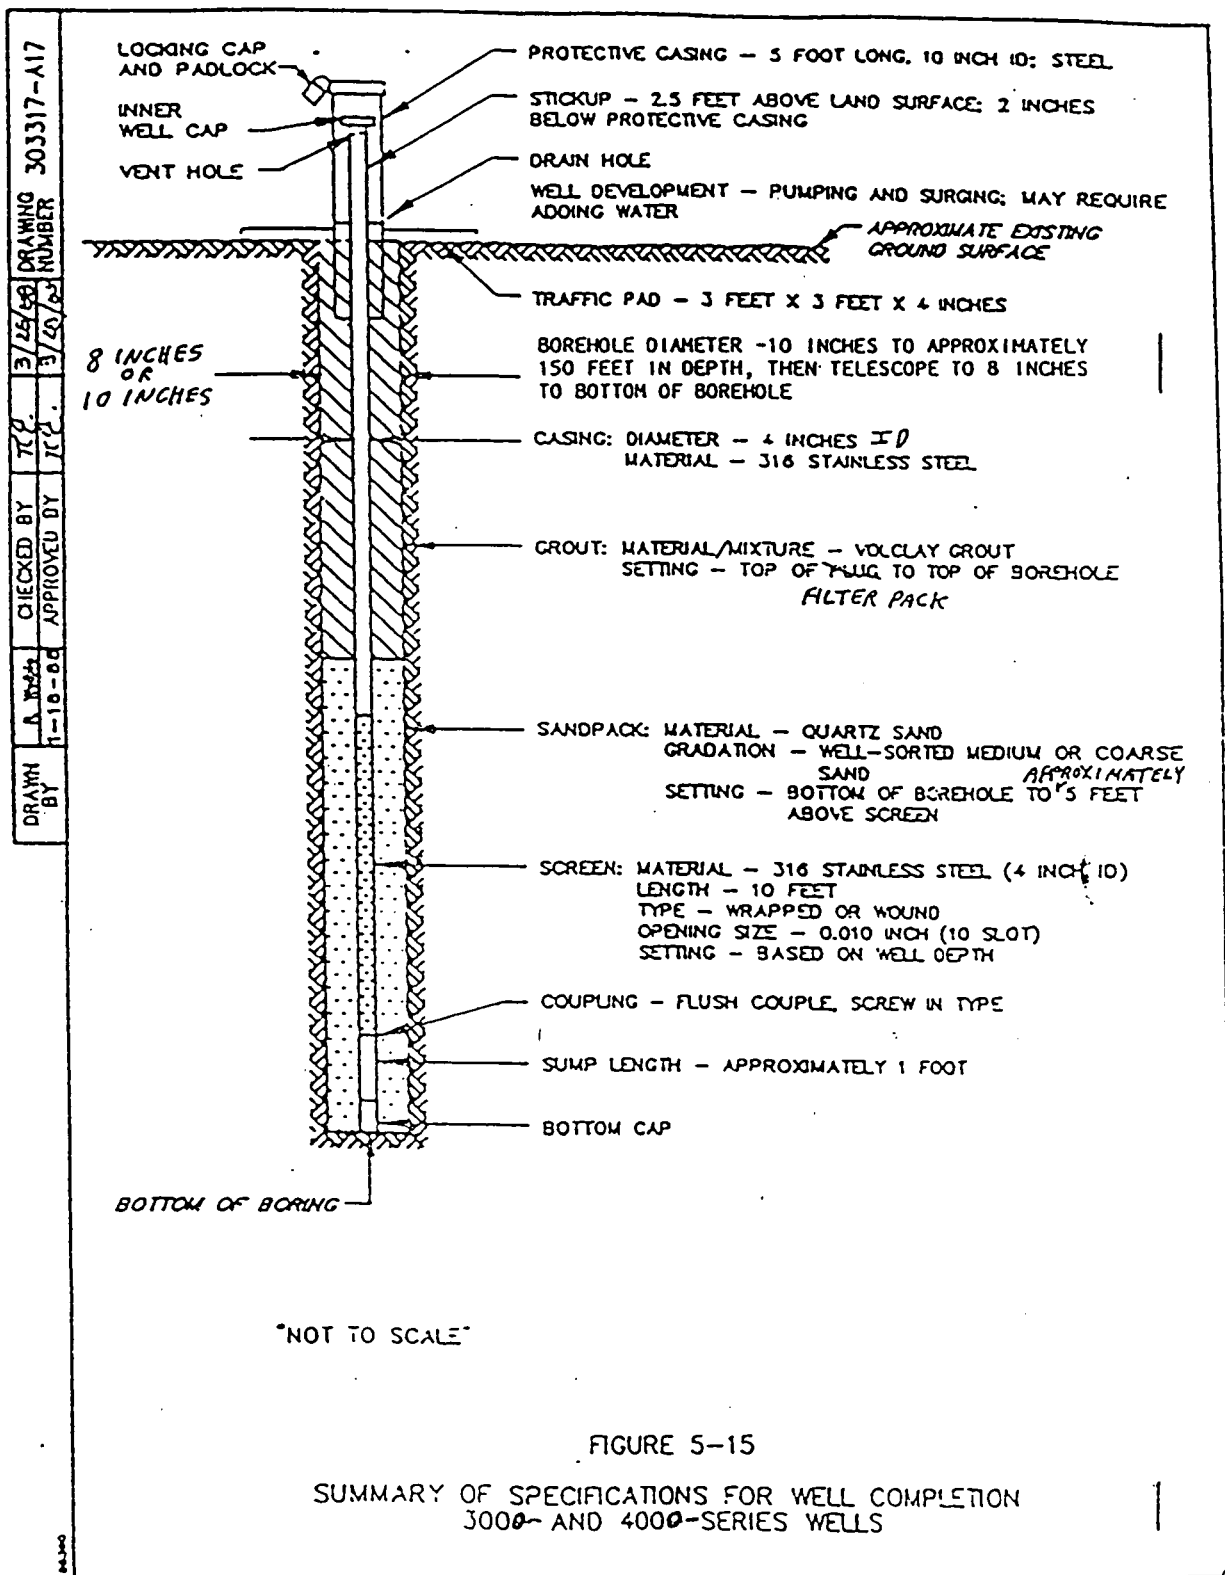 DRAWING NUMBER 303317-A17
CHECKED BY
APPROVED BY
DRAWN BY
1-18-88
LOCKING CAP
AND PADLOCK
INNER
WELL CAP
VENT HOLE
PROTECTIVE CASING - 5 FOOT LONG, 10 INCH ID; STEEL
STICKUP - 2.5 FEET ABOVE LAND SURFACE; 2 INCHES
BELOW PROTECTIVE CASING
DRAIN HOLE
WELL DEVELOPMENT - PUMPING AND SURGING; MAY REQUIRE
ADDING WATER
APPROXIMATE EXISTING
GROUND SURFACE
TRAFFIC PAD - 3 FEET X 3 FEET X 4 INCHES
8 INCHES
OR
10 INCHES
BOREHOLE DIAMETER -10 INCHES TO APPROXIMATELY
150 FEET IN DEPTH, THEN TELESCOPE TO 8 INCHES
TO BOTTOM OF BOREHOLE
CASING: DIAMETER - 4 INCHES ID
MATERIAL - 316 STAINLESS STEEL
GROUT: MATERIAL/MIXTURE - VOLCLAY GROUT
SETTING - TOP OF PLUG TO TOP OF BOREHOLE
FILTER PACK
SANDPACK: MATERIAL - QUARTZ SAND
GRADATION - WELL-SORTED MEDIUM OR COARSE
SAND
APPROXIMATELY
SETTING - BOTTOM OF BOREHOLE TO 5 FEET
ABOVE SCREEN
SCREEN: MATERIAL - 316 STAINLESS STEEL (4 INCH ID)
LENGTH - 10 FEET
TYPE - WRAPPED OR WOUND
OPENING SIZE - 0.010 INCH (10 SLOT)
SETTING - BASED ON WELL DEPTH
COUPLING - FLUSH COUPLE, SCREW IN TYPE
SUMP LENGTH - APPROXIMATELY 1 FOOT
BOTTOM CAP
BOTTOM OF BORING
"NOT TO SCALE"
FIGURE 5-15
SUMMARY OF SPECIFICATIONS FOR WELL COMPLETION
3000- AND 4000-SERIES WELLS